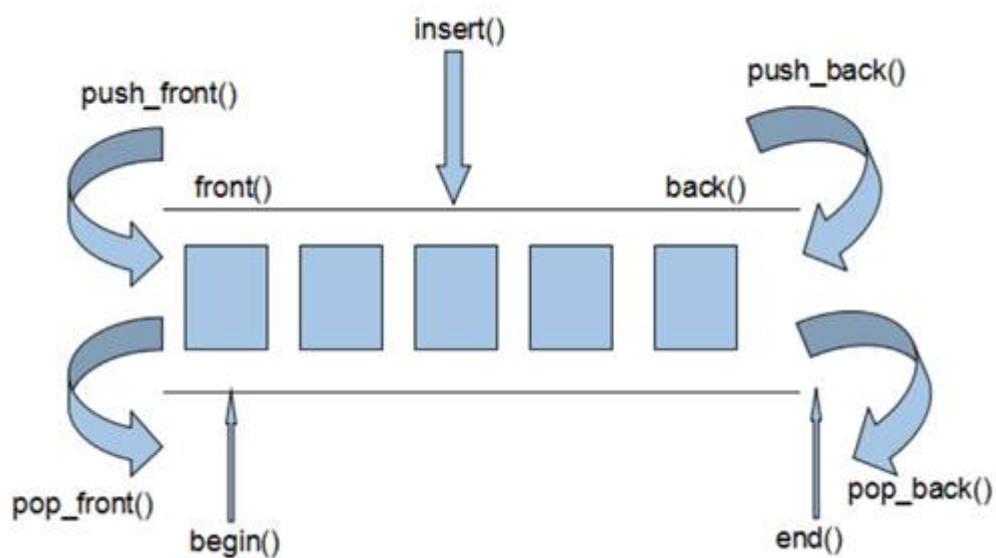 insert()
push_front()
push_back()
front()
back()
pop_front()
begin()
end()
pop_back()